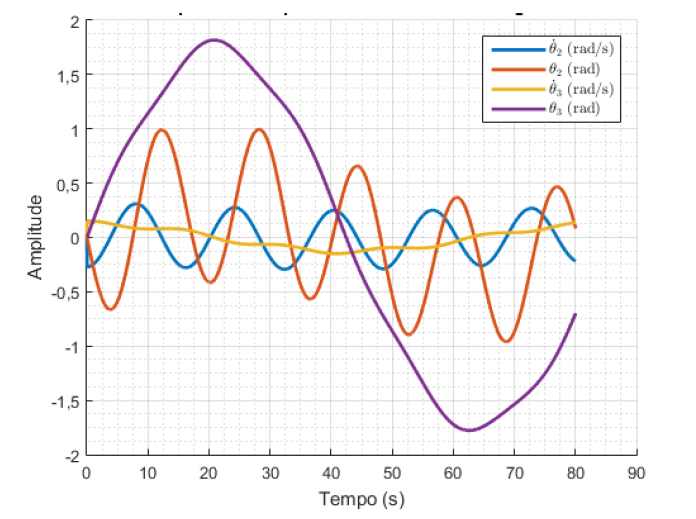 2
1,5
1
0,5
0
-0,5
-1
-1,5
-2
Amplitude
θ̇₂ (rad/s)
θ₂ (rad)
θ̇₃ (rad/s)
θ₃ (rad)
0 10 20 30 40 50 60 70 80 90
Tempo (s)